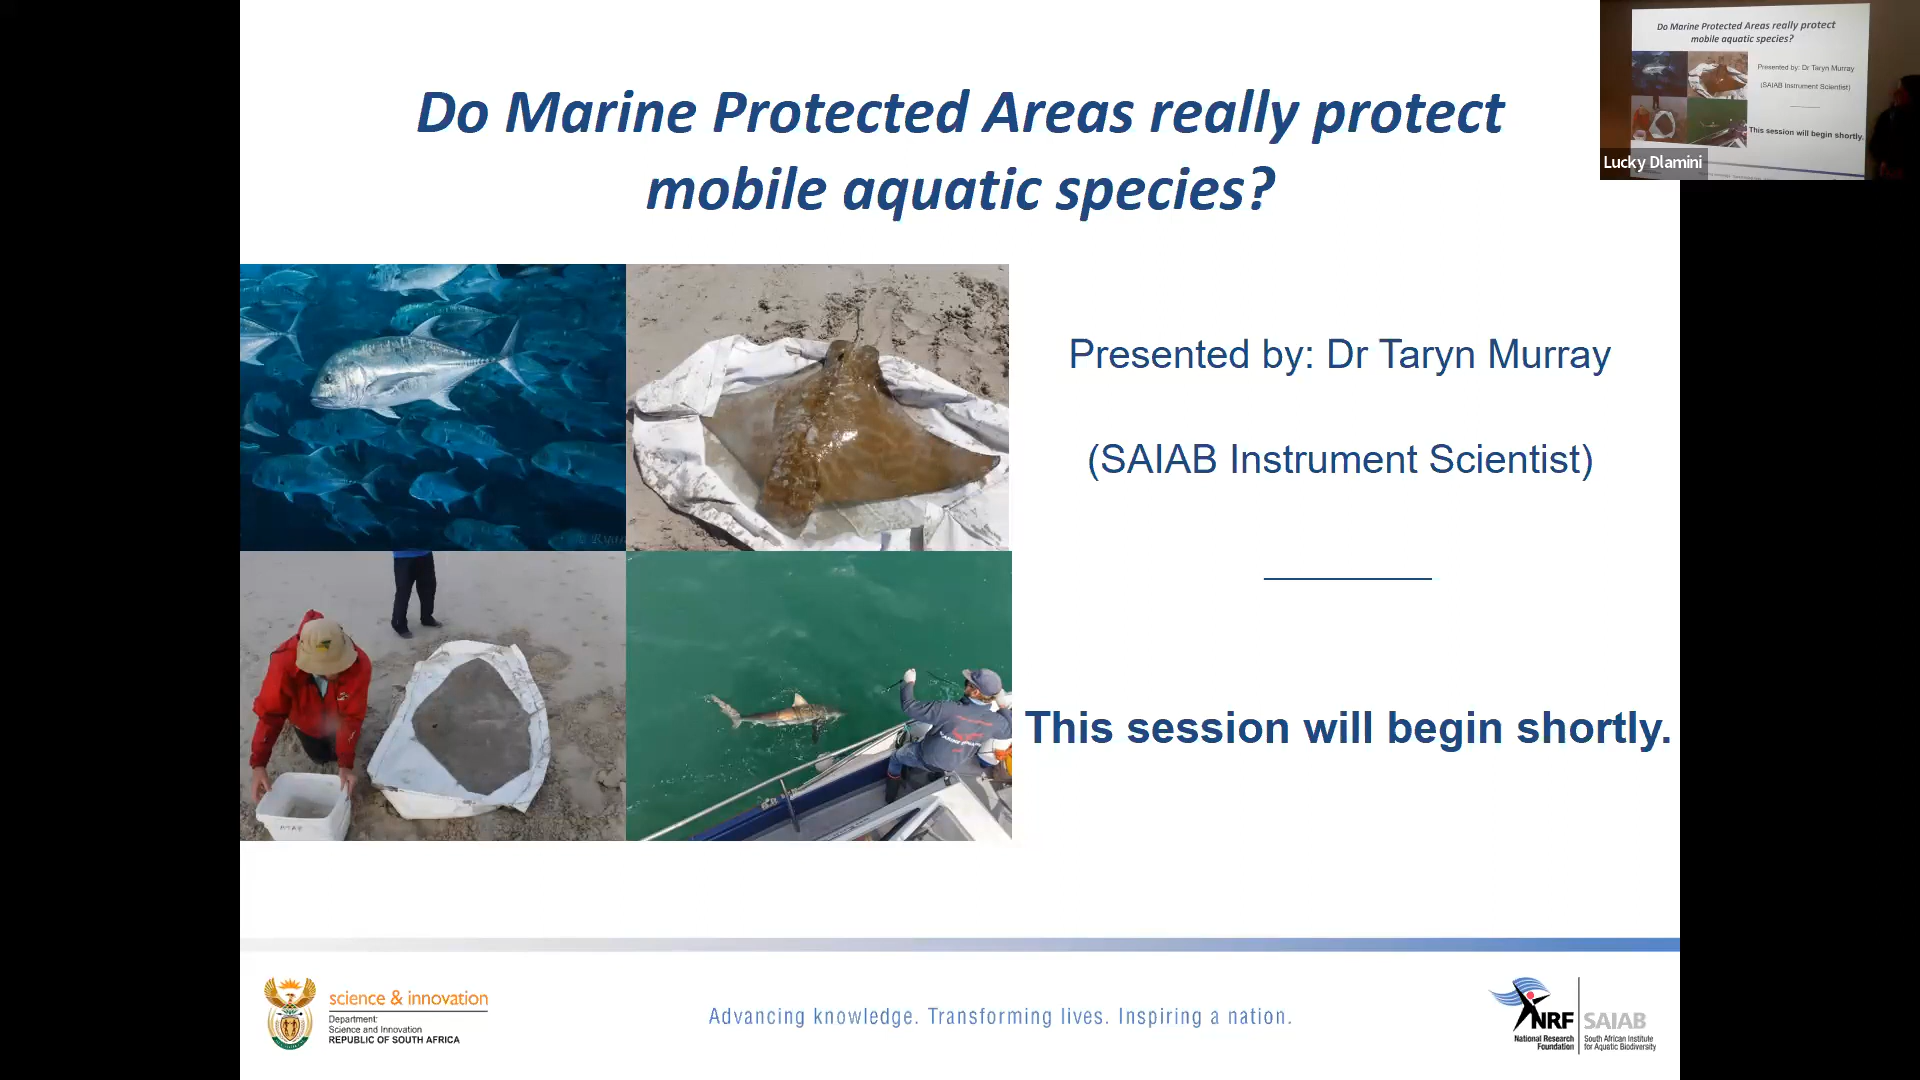 Do Marine Protected Areas really protect
mobile aquatic species?
Presented by: Dr Taryn Murray
(SAIAB Instrument Scientist)
This session will begin shortly.
science & innovation
Department:
Science and Innovation
REPUBLIC OF SOUTH AFRICA
Advancing knowledge. Transforming lives. Inspiring a nation.
NRF
National Research
Foundation
SAIAB
South African Institute
for Aquatic Biodiversity
Do Marine Protected Areas really protect
mobile aquatic species?
Presented by: Dr Taryn Murray
(SAIAB Instrument Scientist)
This session will begin shortly.
Lucky Dlamini